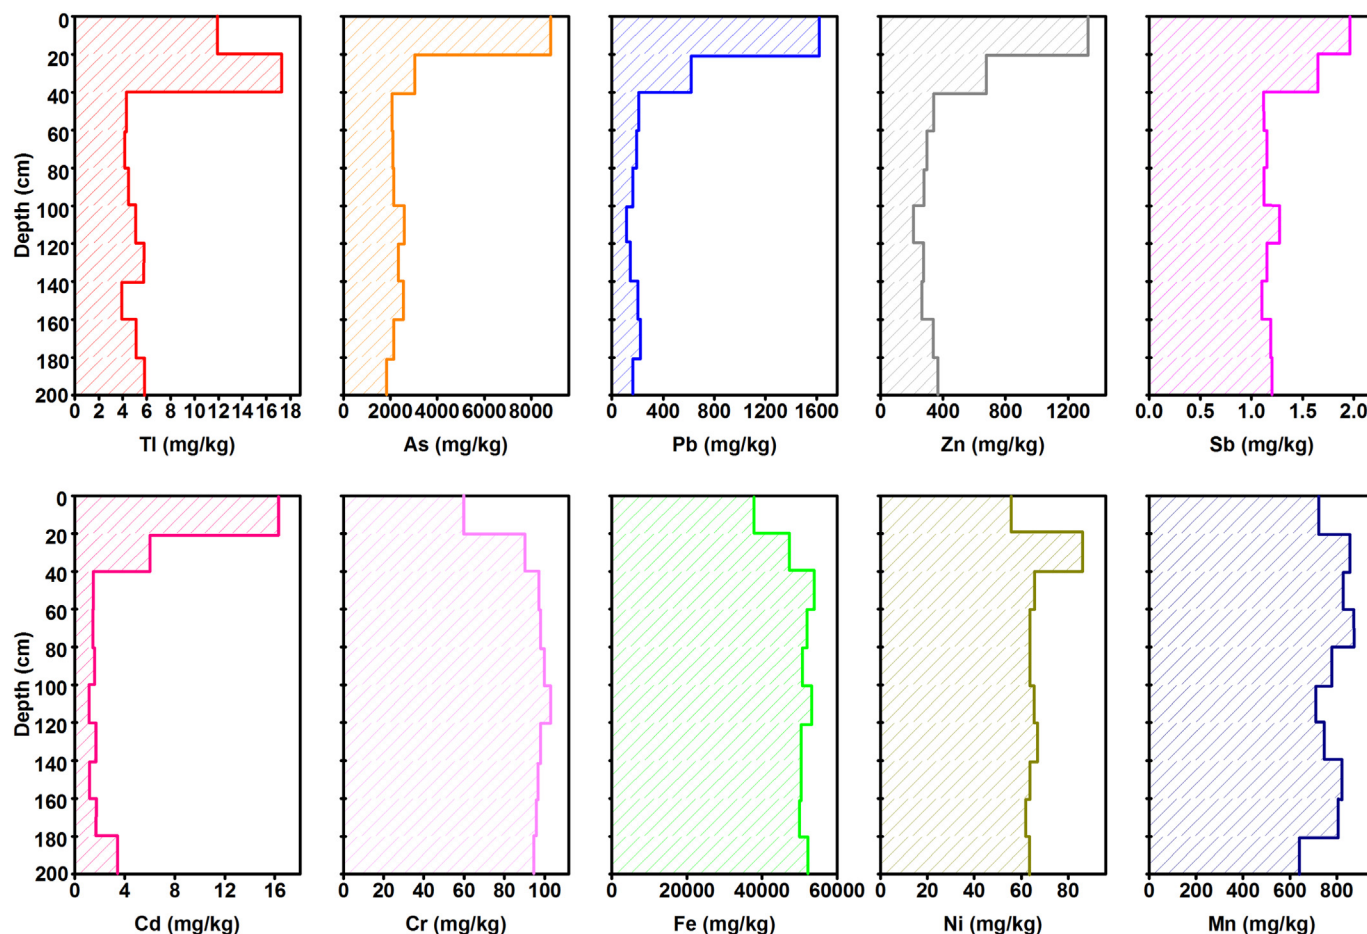 0
20
40
60
80
100
120
140
160
180
200
Depth (cm)
0 2 4 6 8 10 12 14 16 18
Tl (mg/kg)
0 2000 4000 6000 8000
As (mg/kg)
0 400 800 1200 1600
Pb (mg/kg)
0 400 800 1200
Zn (mg/kg)
0.0 0.5 1.0 1.5 2.0
Sb (mg/kg)
0
20
40
60
80
100
120
140
160
180
200
Depth (cm)
0 4 8 12 16
Cd (mg/kg)
0 20 40 60 80 100
Cr (mg/kg)
0 20000 40000 60000
Fe (mg/kg)
0 20 40 60 80
Ni (mg/kg)
0 200 400 600 800
Mn (mg/kg)